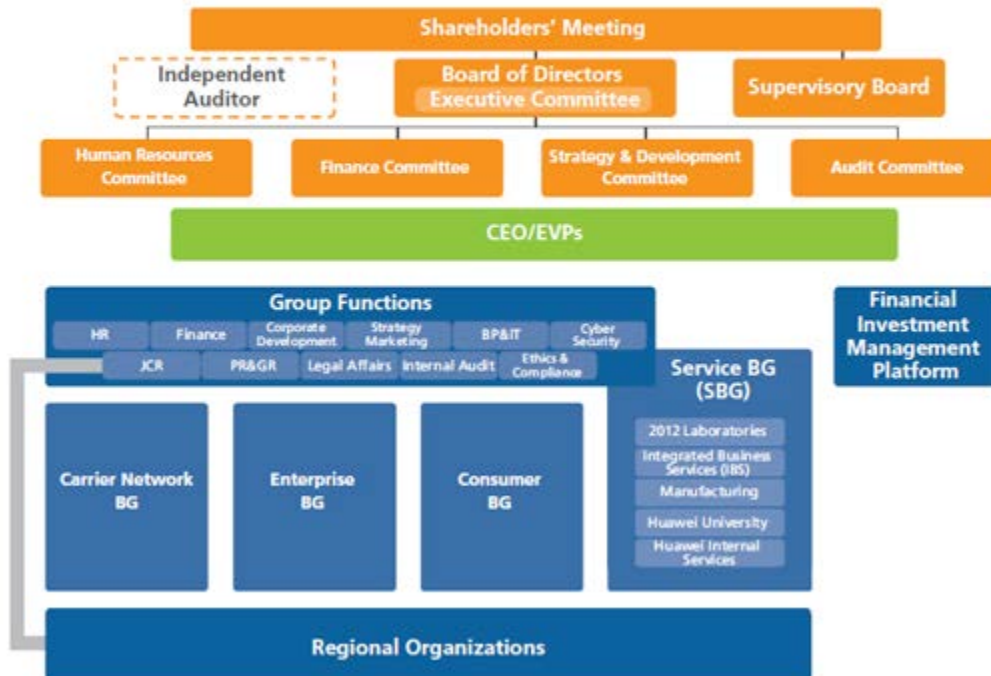 Shareholders' Meeting
Independent
Auditor
Board of Directors
Executive Committee
Supervisory Board
Human Resources
Committee
Finance Committee
Strategy & Development
Committee
Audit Committee
CEO/EVPs
Group Functions
HR
Finance
Corporate
Development
Strategy
Marketing
BP&IT
Cyber
Security
JCR
PR&GR
Legal Affairs
Internal Audit
Ethics &
Compliance
Financial
Investment
Management
Platform
Carrier Network
BG
Enterprise
BG
Consumer
BG
Service BG
(SBG)
2012 Laboratories
Integrated Business
Services (IBS)
Manufacturing
Huawei University
Huawei Internal
Services
Regional Organizations